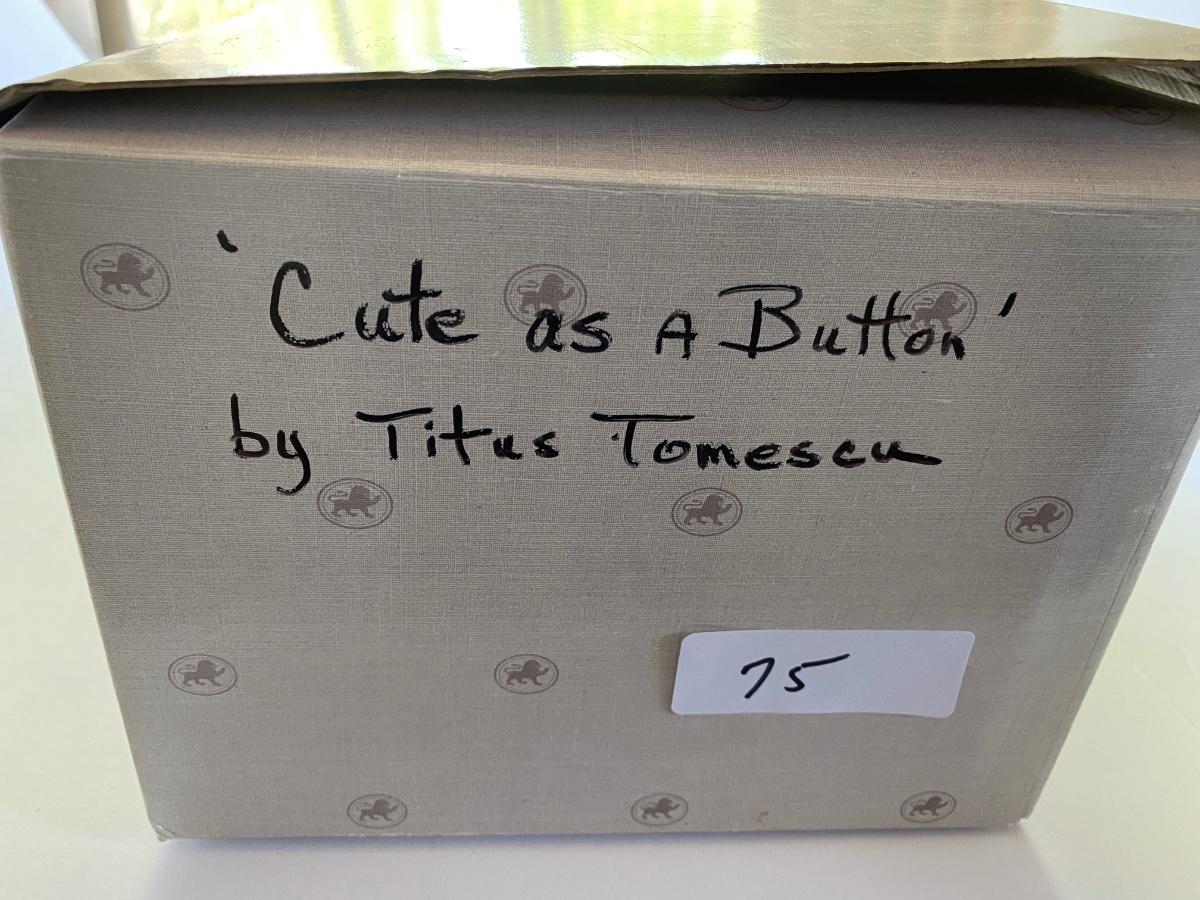 'Cute as A Button'
by Titus Tomescu
75